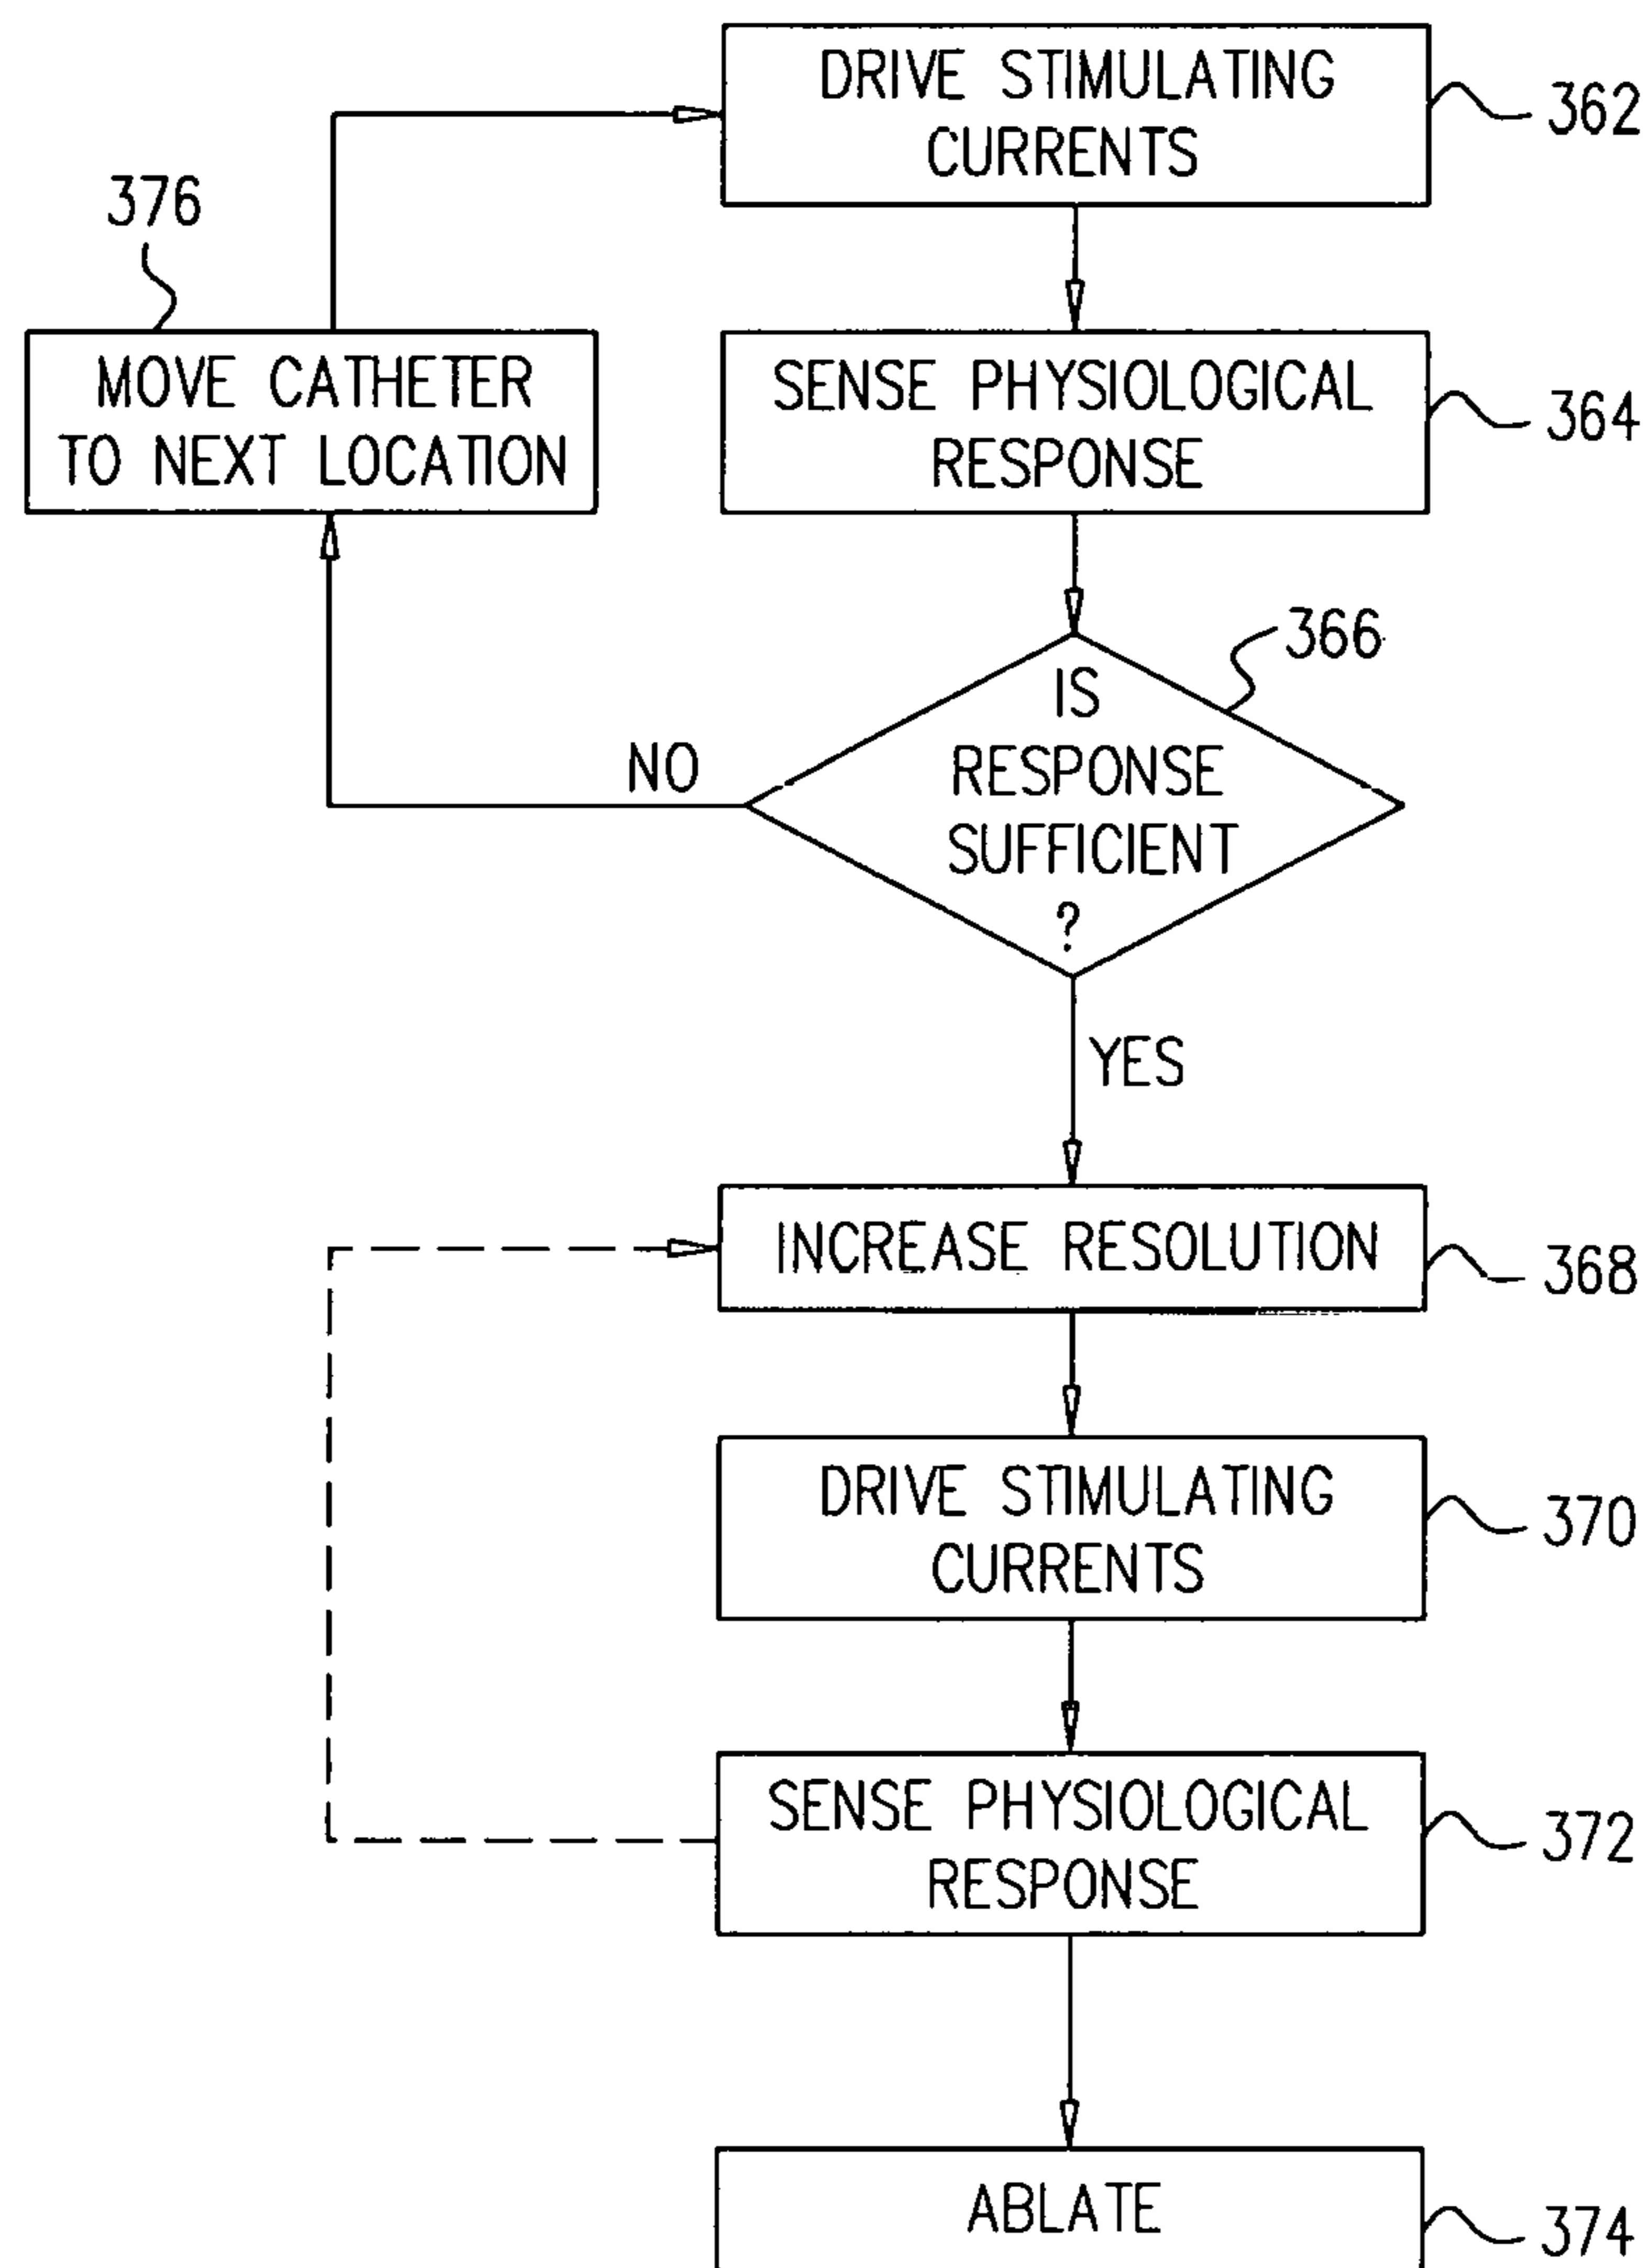 DRIVE STIMULATING
CURRENTS
362
376
MOVE CATHETER
TO NEXT LOCATION
SENSE PHYSIOLOGICAL
RESPONSE
364
366
IS
RESPONSE
SUFFICIENT
?
NO
YES
INCREASE RESOLUTION
368
DRIVE STIMULATING
CURRENTS
370
SENSE PHYSIOLOGICAL
RESPONSE
372
ABLATE
374